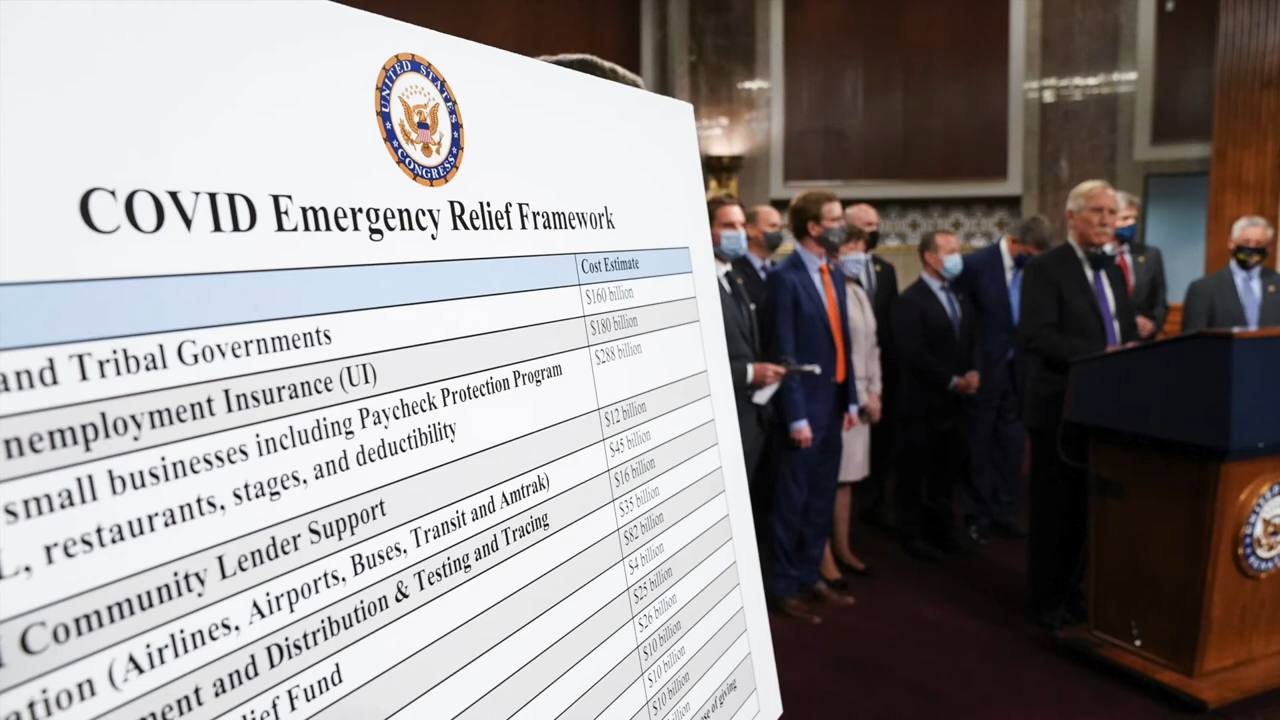 UNITED STATES
CONGRESS
COVID Emergency Relief Framework
Cost Estimate
and Tribal Governments $160 billion
nemployment Insurance (UI) $180 billion
small businesses including Paycheck Protection Program $288 billion
L, restaurants, stages, and deductibility
Community Lender Support $12 billion
ation (Airlines, Airports, Buses, Transit and Amtrak) $45 billion
ment and Distribution & Testing and Tracing $16 billion
lief Fund $35 billion
$82 billion
$4 billion
$25 billion
$26 billion
$10 billion
$10 billion
$10 billion